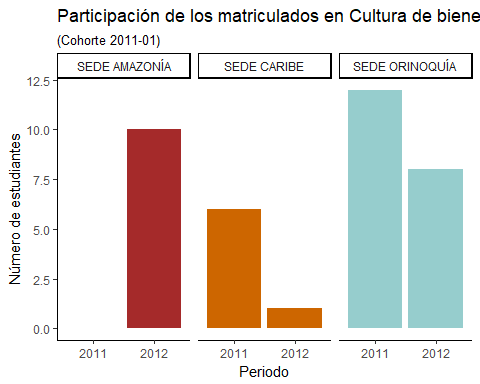 Participación de los matriculados en Cultura de biene
(Cohorte 2011-01)
SEDE AMAZONÍA SEDE CARIBE SEDE ORINOQUÍA
12.5
10.0
7.5
5.0
2.5
0.0
Número de estudiantes
2011 2012 2011 2012 2011 2012
Periodo